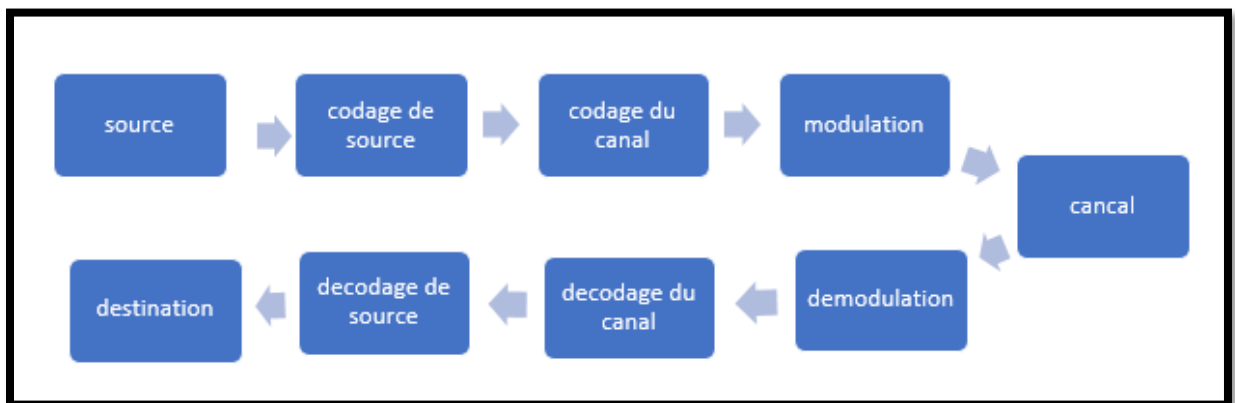 source
codage de
source
codage du
canal
modulation
cancal
demodulation
decodage du
canal
decodage de
source
destination